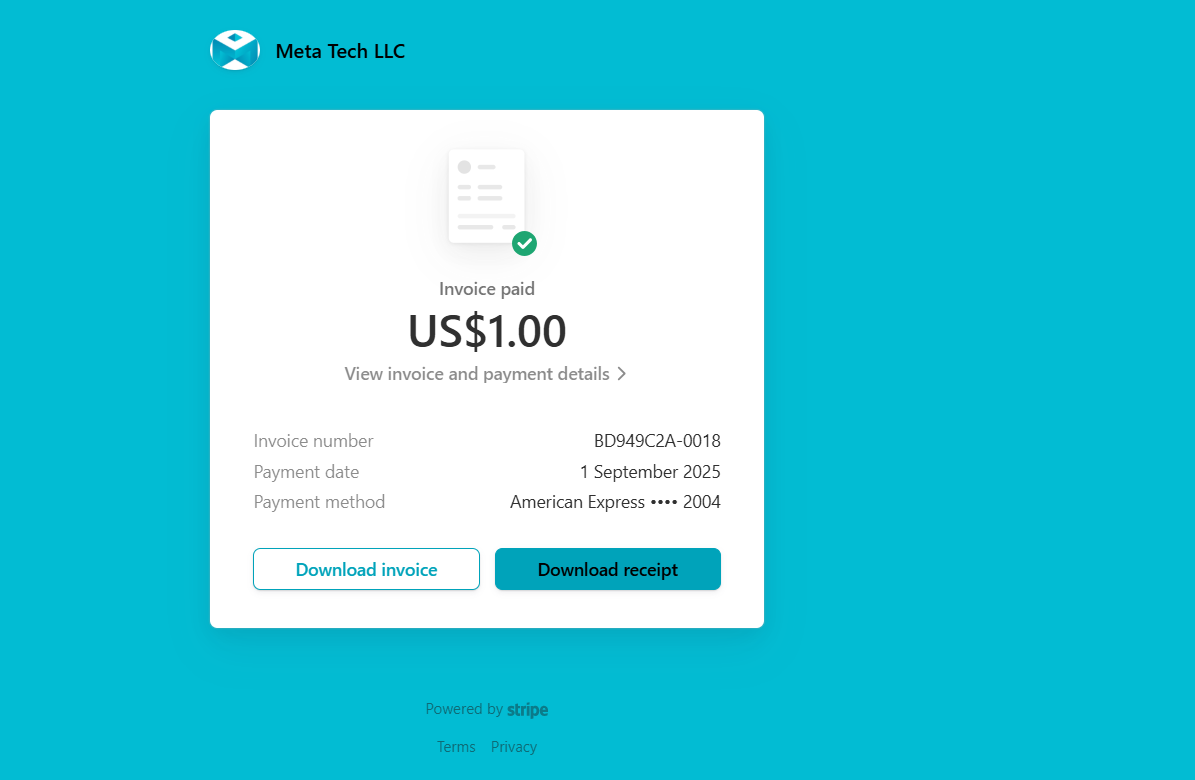 Meta Tech LLC
Invoice paid
US$1.00
View invoice and payment details
Invoice number BD949C2A-0018
Payment date 1 September 2025
Payment method American Express •••• 2004
Download invoice Download receipt
Powered by stripe
Terms Privacy